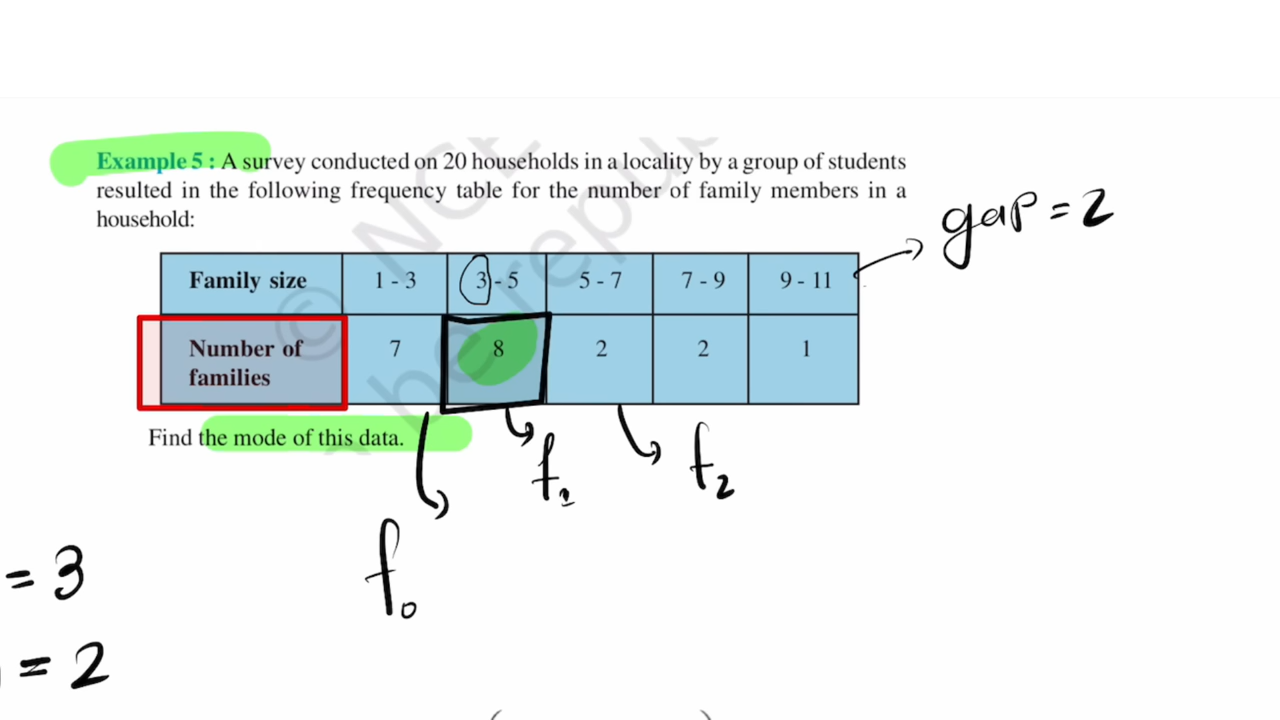 Example 5 : A survey conducted on 20 households in a locality by a group of students
resulted in the following frequency table for the number of family members in a
household:
gap = 2
Family size 1 - 3 3 - 5 5 - 7 7 - 9 9 - 11
Number of families 7 8 2 2 1
Find the mode of this data.
f1 f2
f0
= 3
= 2